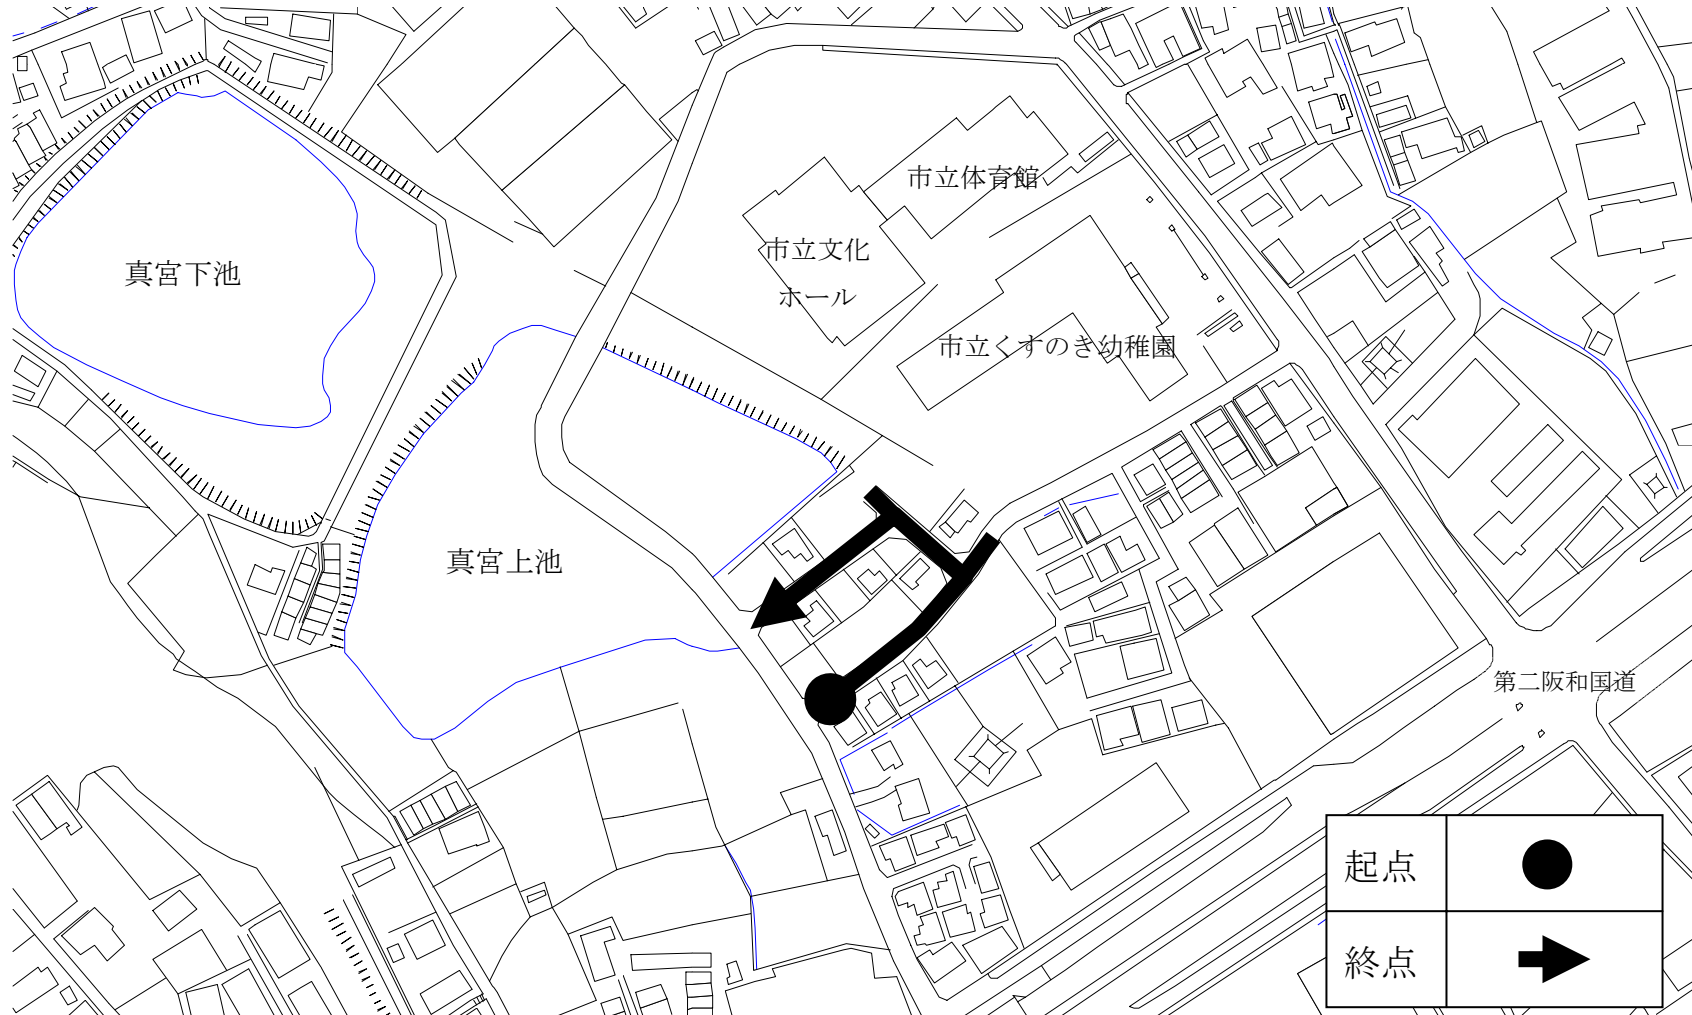 市立体育館
市立文化
ホール
真宮下池
市立くすのき幼稚園
真宮上池
第二阪和国道
起点
終点